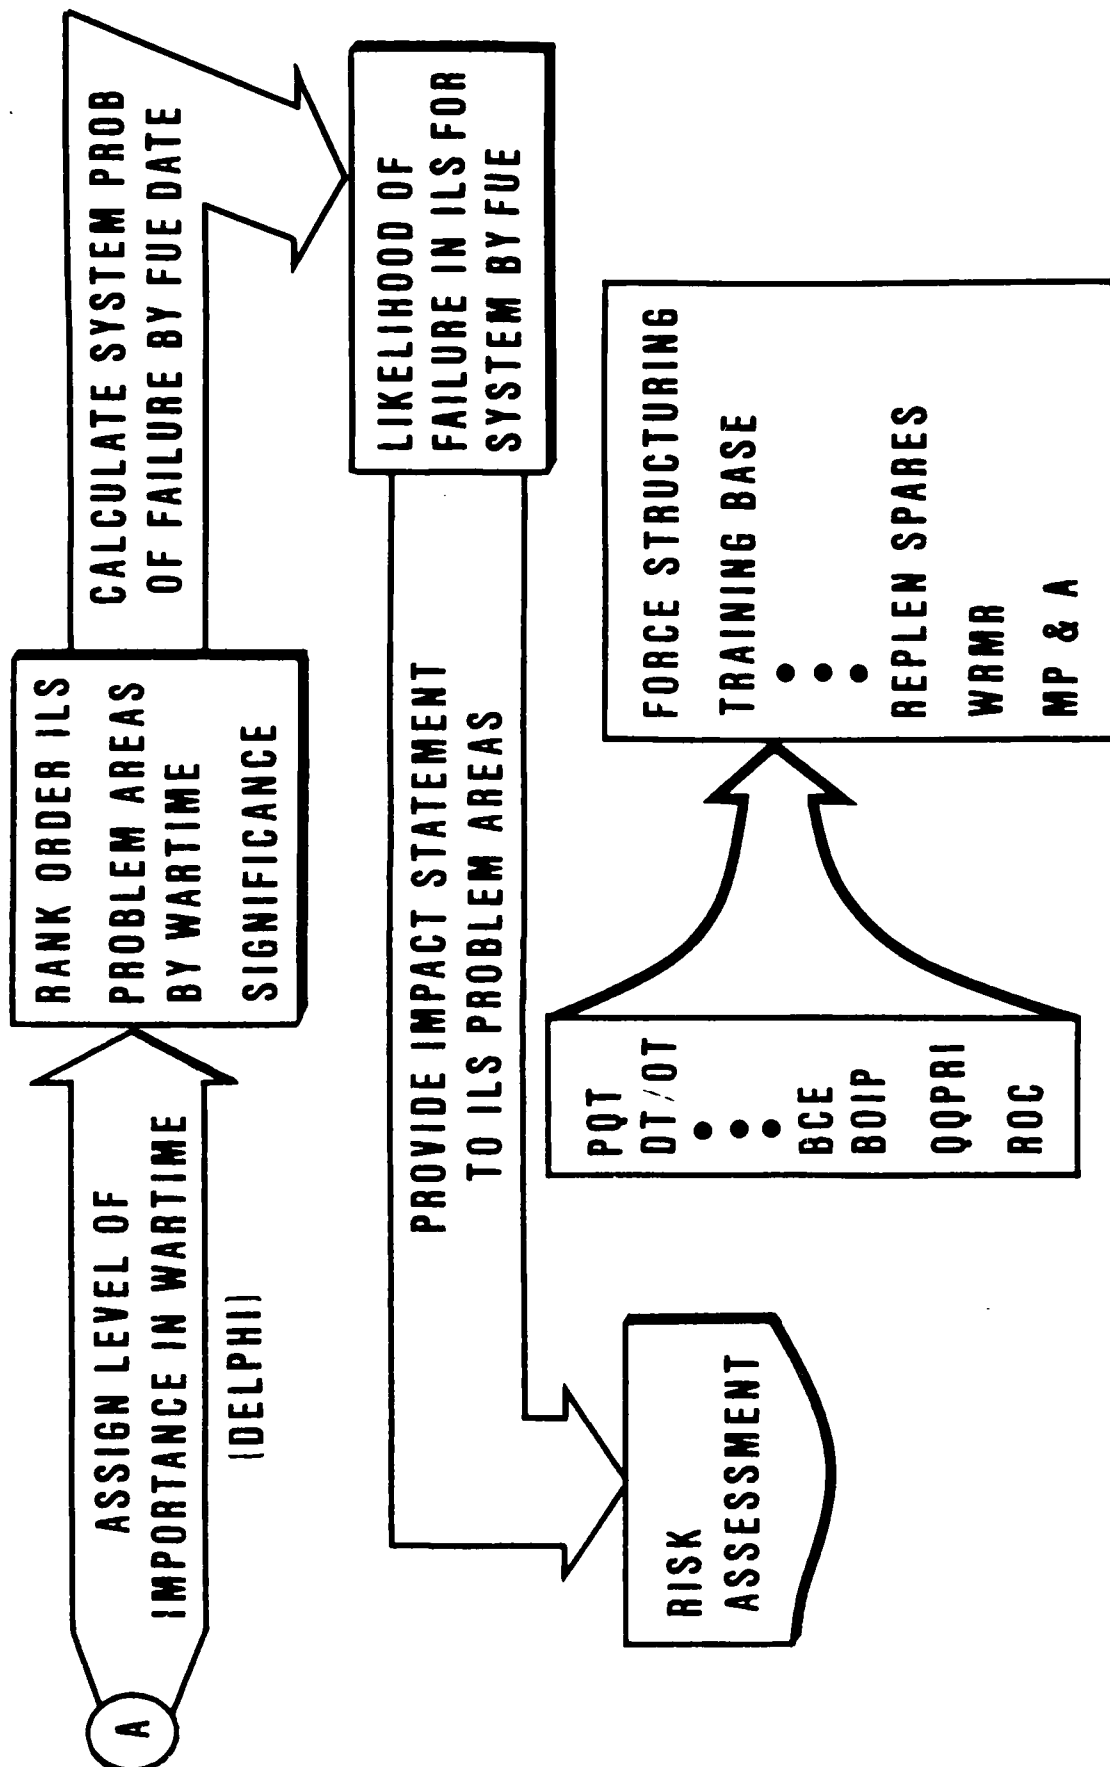 A
ASSIGN LEVEL OF
IMPORTANCE IN WARTIME
(DELPHI)
RANK ORDER ILS
PROBLEM AREAS
BY WARTIME
SIGNIFICANCE
CALCULATE SYSTEM PROB
OF FAILURE BY FUE DATE
LIKELIHOOD OF
FAILURE IN ILS FOR
SYSTEM BY FUE
PROVIDE IMPACT STATEMENT
TO ILS PROBLEM AREAS
RISK
ASSESSMENT
PQT
DT/OT
BCE
BOIP
QQPRI
ROC
FORCE STRUCTURING
TRAINING BASE
REPLEN SPARES
WRMR
MP & A